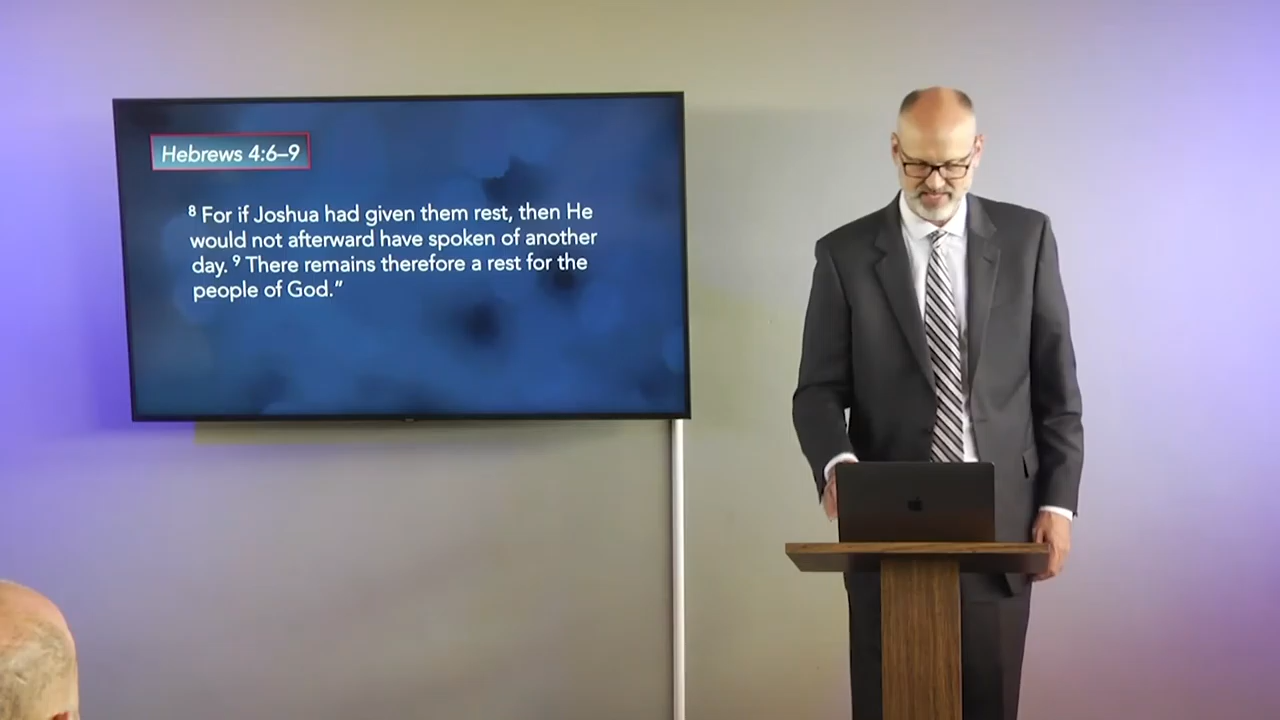 Hebrews 4:6–9
⁸ For if Joshua had given them rest, then He
would not afterward have spoken of another
day. ⁹ There remains therefore a rest for the
people of God.”